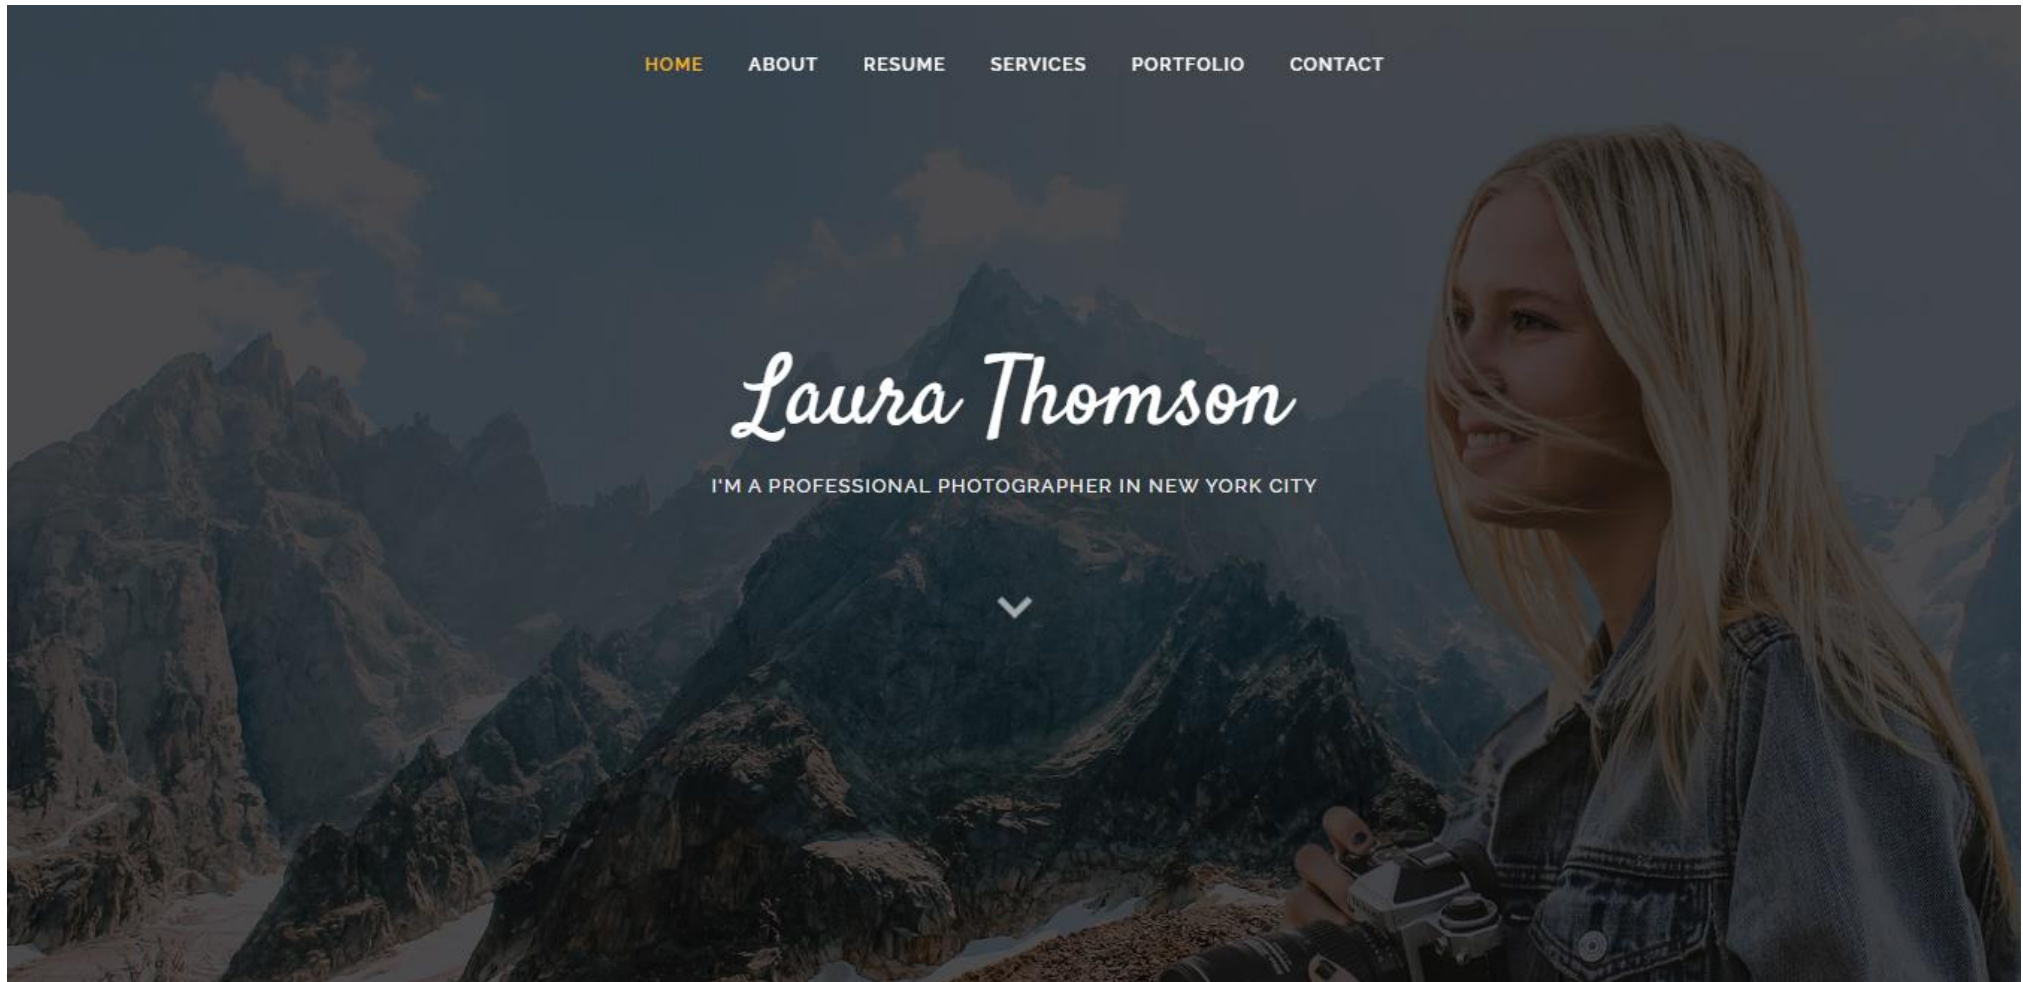 HOME ABOUT RESUME SERVICES PORTFOLIO CONTACT
Laura Thomson
I'M A PROFESSIONAL PHOTOGRAPHER IN NEW YORK CITY